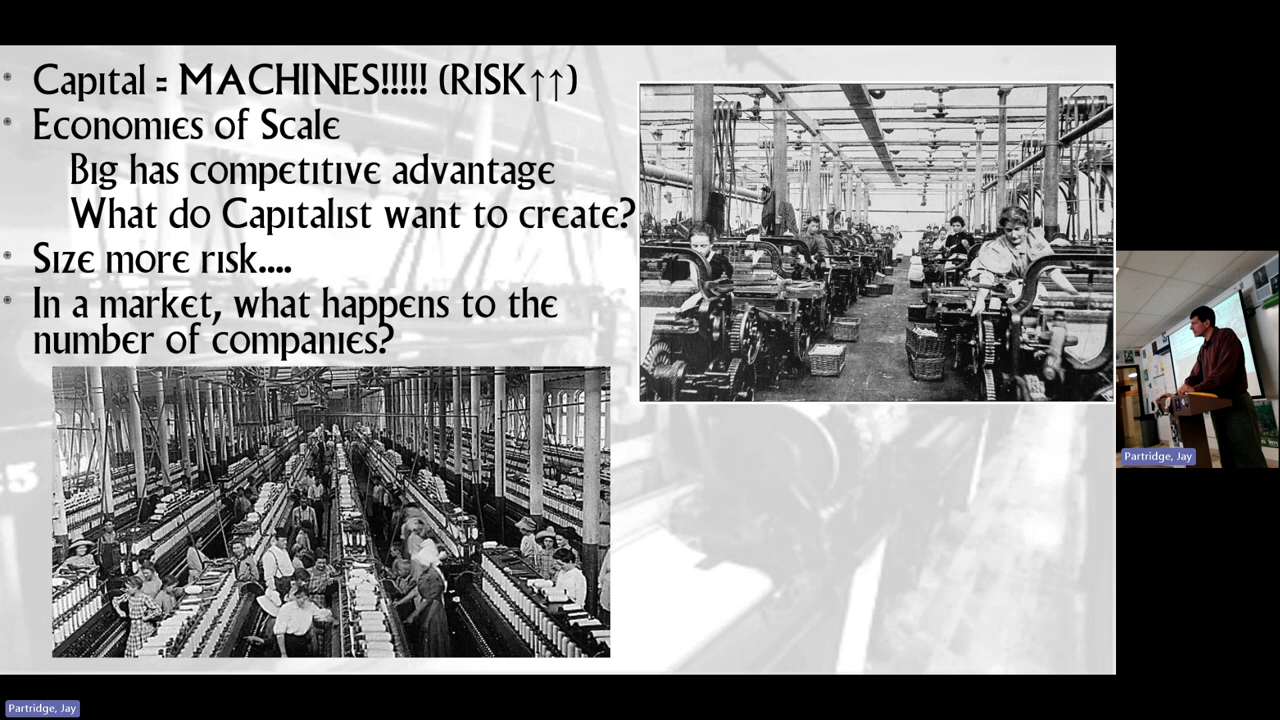 Capital = MACHINES!!!!! (RISK↑↑)
Economies of Scale
Big has competitive advantage
What do Capitalist want to create?
Size more risk....
In a market, what happens to the
number of companies?
Partridge, Jay
Partridge, Jay